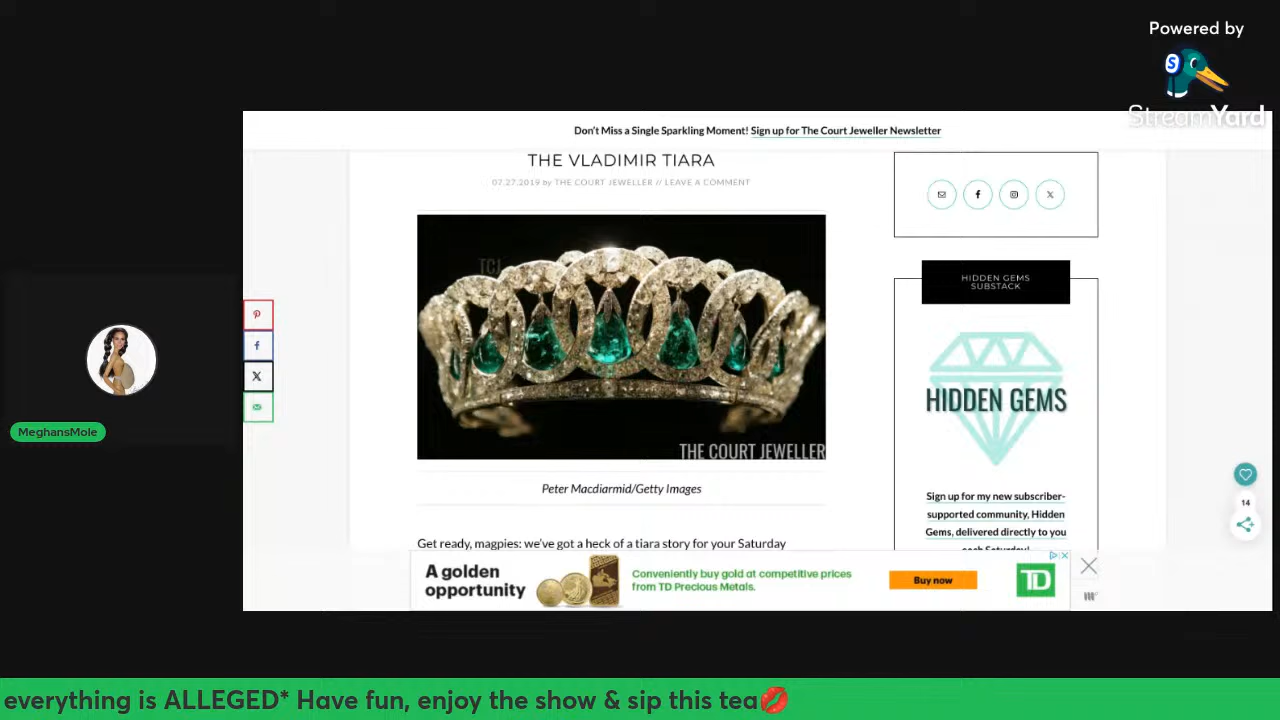 Powered by
StreamYard
Don't Miss a Single Sparkling Moment! Sign up for The Court Jeweller Newsletter
THE VLADIMIR TIARA
07.27.2019 by THE COURT JEWELLER // LEAVE A COMMENT
TCJ
THE COURT JEWELLER
Peter Macdiarmid/Getty Images
Get ready, magpies: we've got a heck of a tiara story for your Saturday
HIDDEN GEMS
SUBSTACK
HIDDEN GEMS
Sign up for my new subscriber-
supported community, Hidden
Gems, delivered directly to you
each Saturday!
14
A golden
opportunity
Conveniently buy gold at competitive prices
from TD Precious Metals.
Buy now
TD
MeghansMole
everything is ALLEGED* Have fun, enjoy the show & sip this tea💋